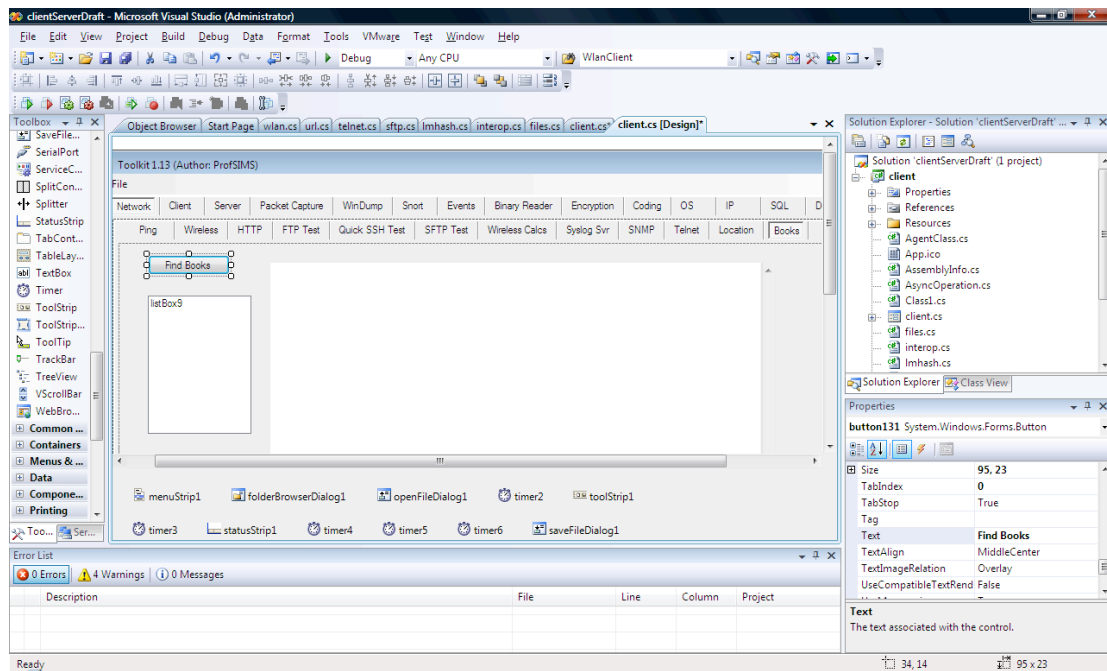 clientServerDraft - Microsoft Visual Studio (Administrator)
File Edit View Project Build Debug Data Format Tools VMware Test Window Help
Debug Any CPU WlanClient
Toolbox
SaveFile...
SerialPort
ServiceC...
SplitCon...
Splitter
StatusStrip
TabCont...
TableLay...
TextBox
Timer
ToolStrip
ToolStrip...
ToolTip
TrackBar
TreeView
VScrollBar
WebBro...
Common ...
Containers
Menus & ...
Data
Compone...
Printing
Too... Ser...
Object Browser Start Page wlan.cs url.cs telnet.cs sftp.cs lmhash.cs interop.cs files.cs client.cs* client.cs [Design]*
Toolkit 1.13 (Author: ProfSIMS)
File
Network Client Server Packet Capture WinDump Snort Events Binary Reader Encryption Coding OS IP SQL D
Ping Wireless HTTP FTP Test Quick SSH Test SFTP Test Wireless Calcs Syslog Svr SNMP Telnet Location Books
Find Books
listBox9
menuStrip1 folderBrowserDialog1 openFileDialog1 timer2 toolStrip1
timer3 statusStrip1 timer4 timer5 timer6 saveFileDialog1
Solution Explorer - Solution 'clientServerDraft' ...
Solution 'clientServerDraft' (1 project)
client
Properties
References
Resources
AgentClass.cs
App.ico
AssemblyInfo.cs
AsyncOperation.cs
Class1.cs
client.cs
files.cs
interop.cs
lmhash.cs
Solution Explorer Class View
Properties
button131 System.Windows.Forms.Button
Size 95, 23
TabIndex 0
TabStop True
Tag
Text Find Books
TextAlign MiddleCenter
TextImageRelation Overlay
UseCompatibleTextRend False
Text
The text associated with the control.
Error List
0 Errors 4 Warnings 0 Messages
Description File Line Column Project
Ready 34, 14 95 x 23